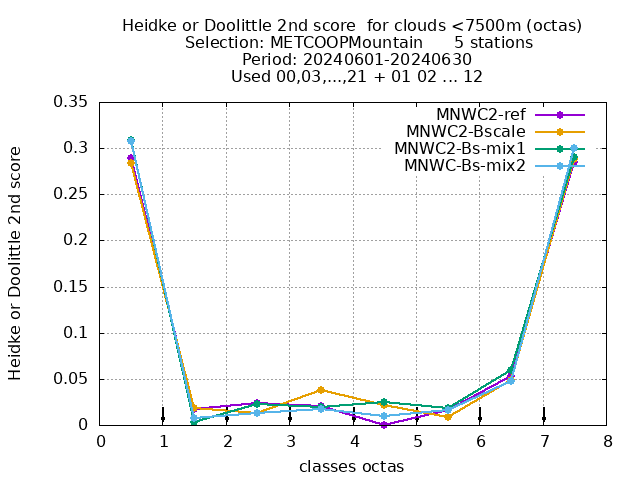 Heidke or Doolittle 2nd score  for clouds <7500m (octas)
Selection: METCOOPMountain      5 stations
Period: 20240601-20240630
Used 00,03,...,21 + 01 02 ... 12
MNWC2-ref
MNWC2-Bscale
MNWC2-Bs-mix1
MNWC-Bs-mix2
Heidke or Doolittle 2nd score
0.35
0.3
0.25
0.2
0.15
0.1
0.05
0
0 1 2 3 4 5 6 7 8
classes octas